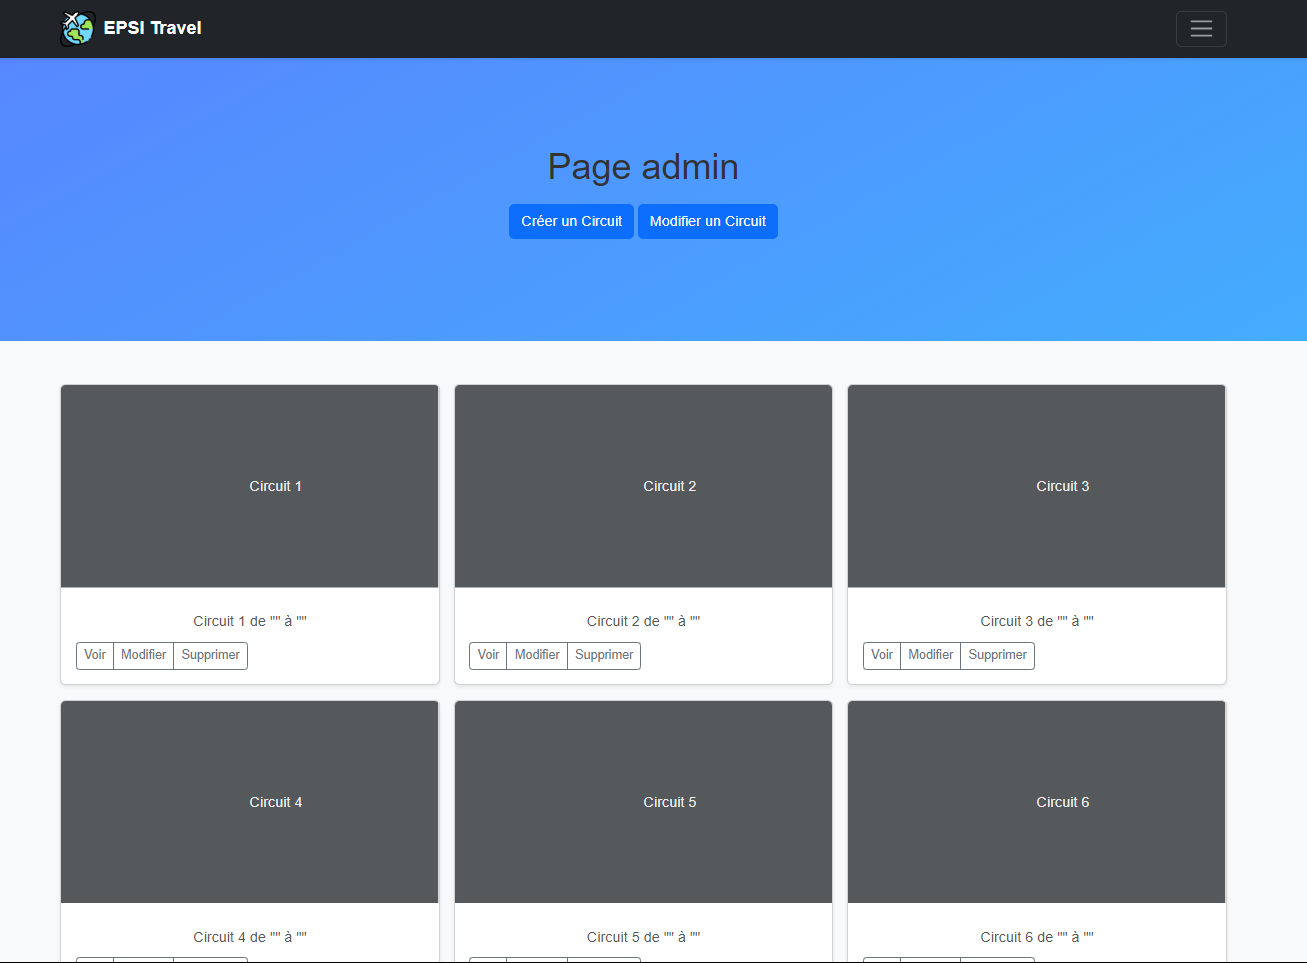 EPSI Travel
Page admin
Créer un Circuit Modifier un Circuit
Circuit 1 Circuit 2 Circuit 3
Circuit 1 de "" à "" Circuit 2 de "" à "" Circuit 3 de "" à ""
Voir Modifier Supprimer Voir Modifier Supprimer Voir Modifier Supprimer
Circuit 4 Circuit 5 Circuit 6
Circuit 4 de "" à "" Circuit 5 de "" à "" Circuit 6 de "" à ""